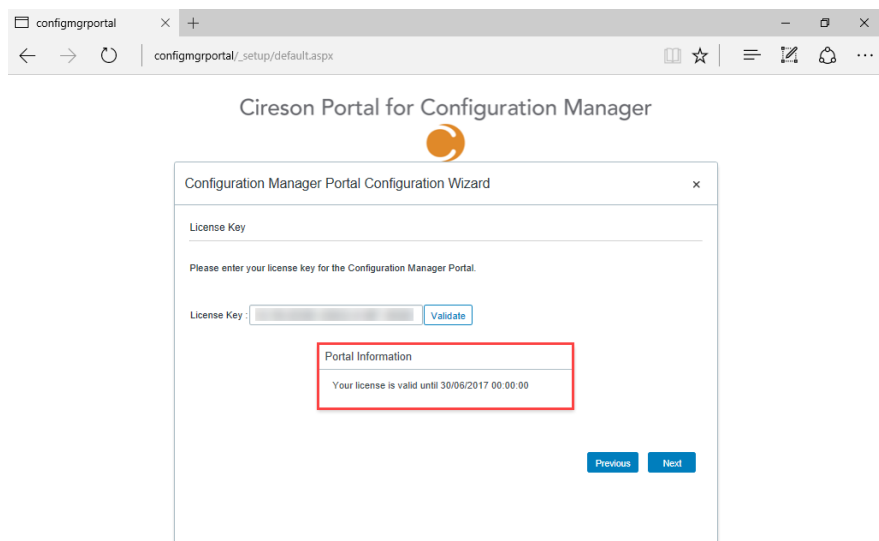 configmgrportal
configmgrportal/_setup/default.aspx
Cireson Portal for Configuration Manager
Configuration Manager Portal Configuration Wizard
License Key
Please enter your license key for the Configuration Manager Portal.
License Key : Validate
Portal Information
Your license is valid until 30/06/2017 00:00:00
Previous Next